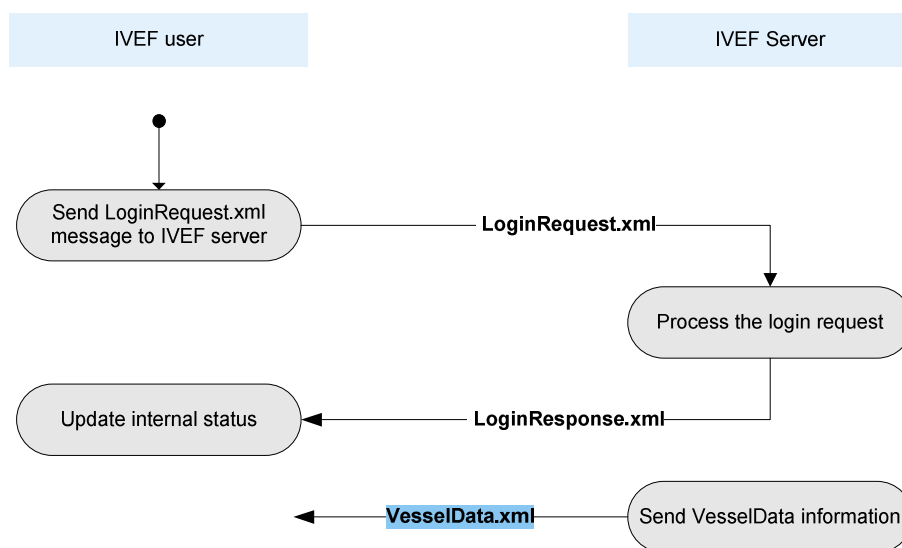 IVEF user
IVEF Server
Send LoginRequest.xml
message to IVEF server
LoginRequest.xml
Process the login request
Update internal status
LoginResponse.xml
VesselData.xml
Send VesselData information